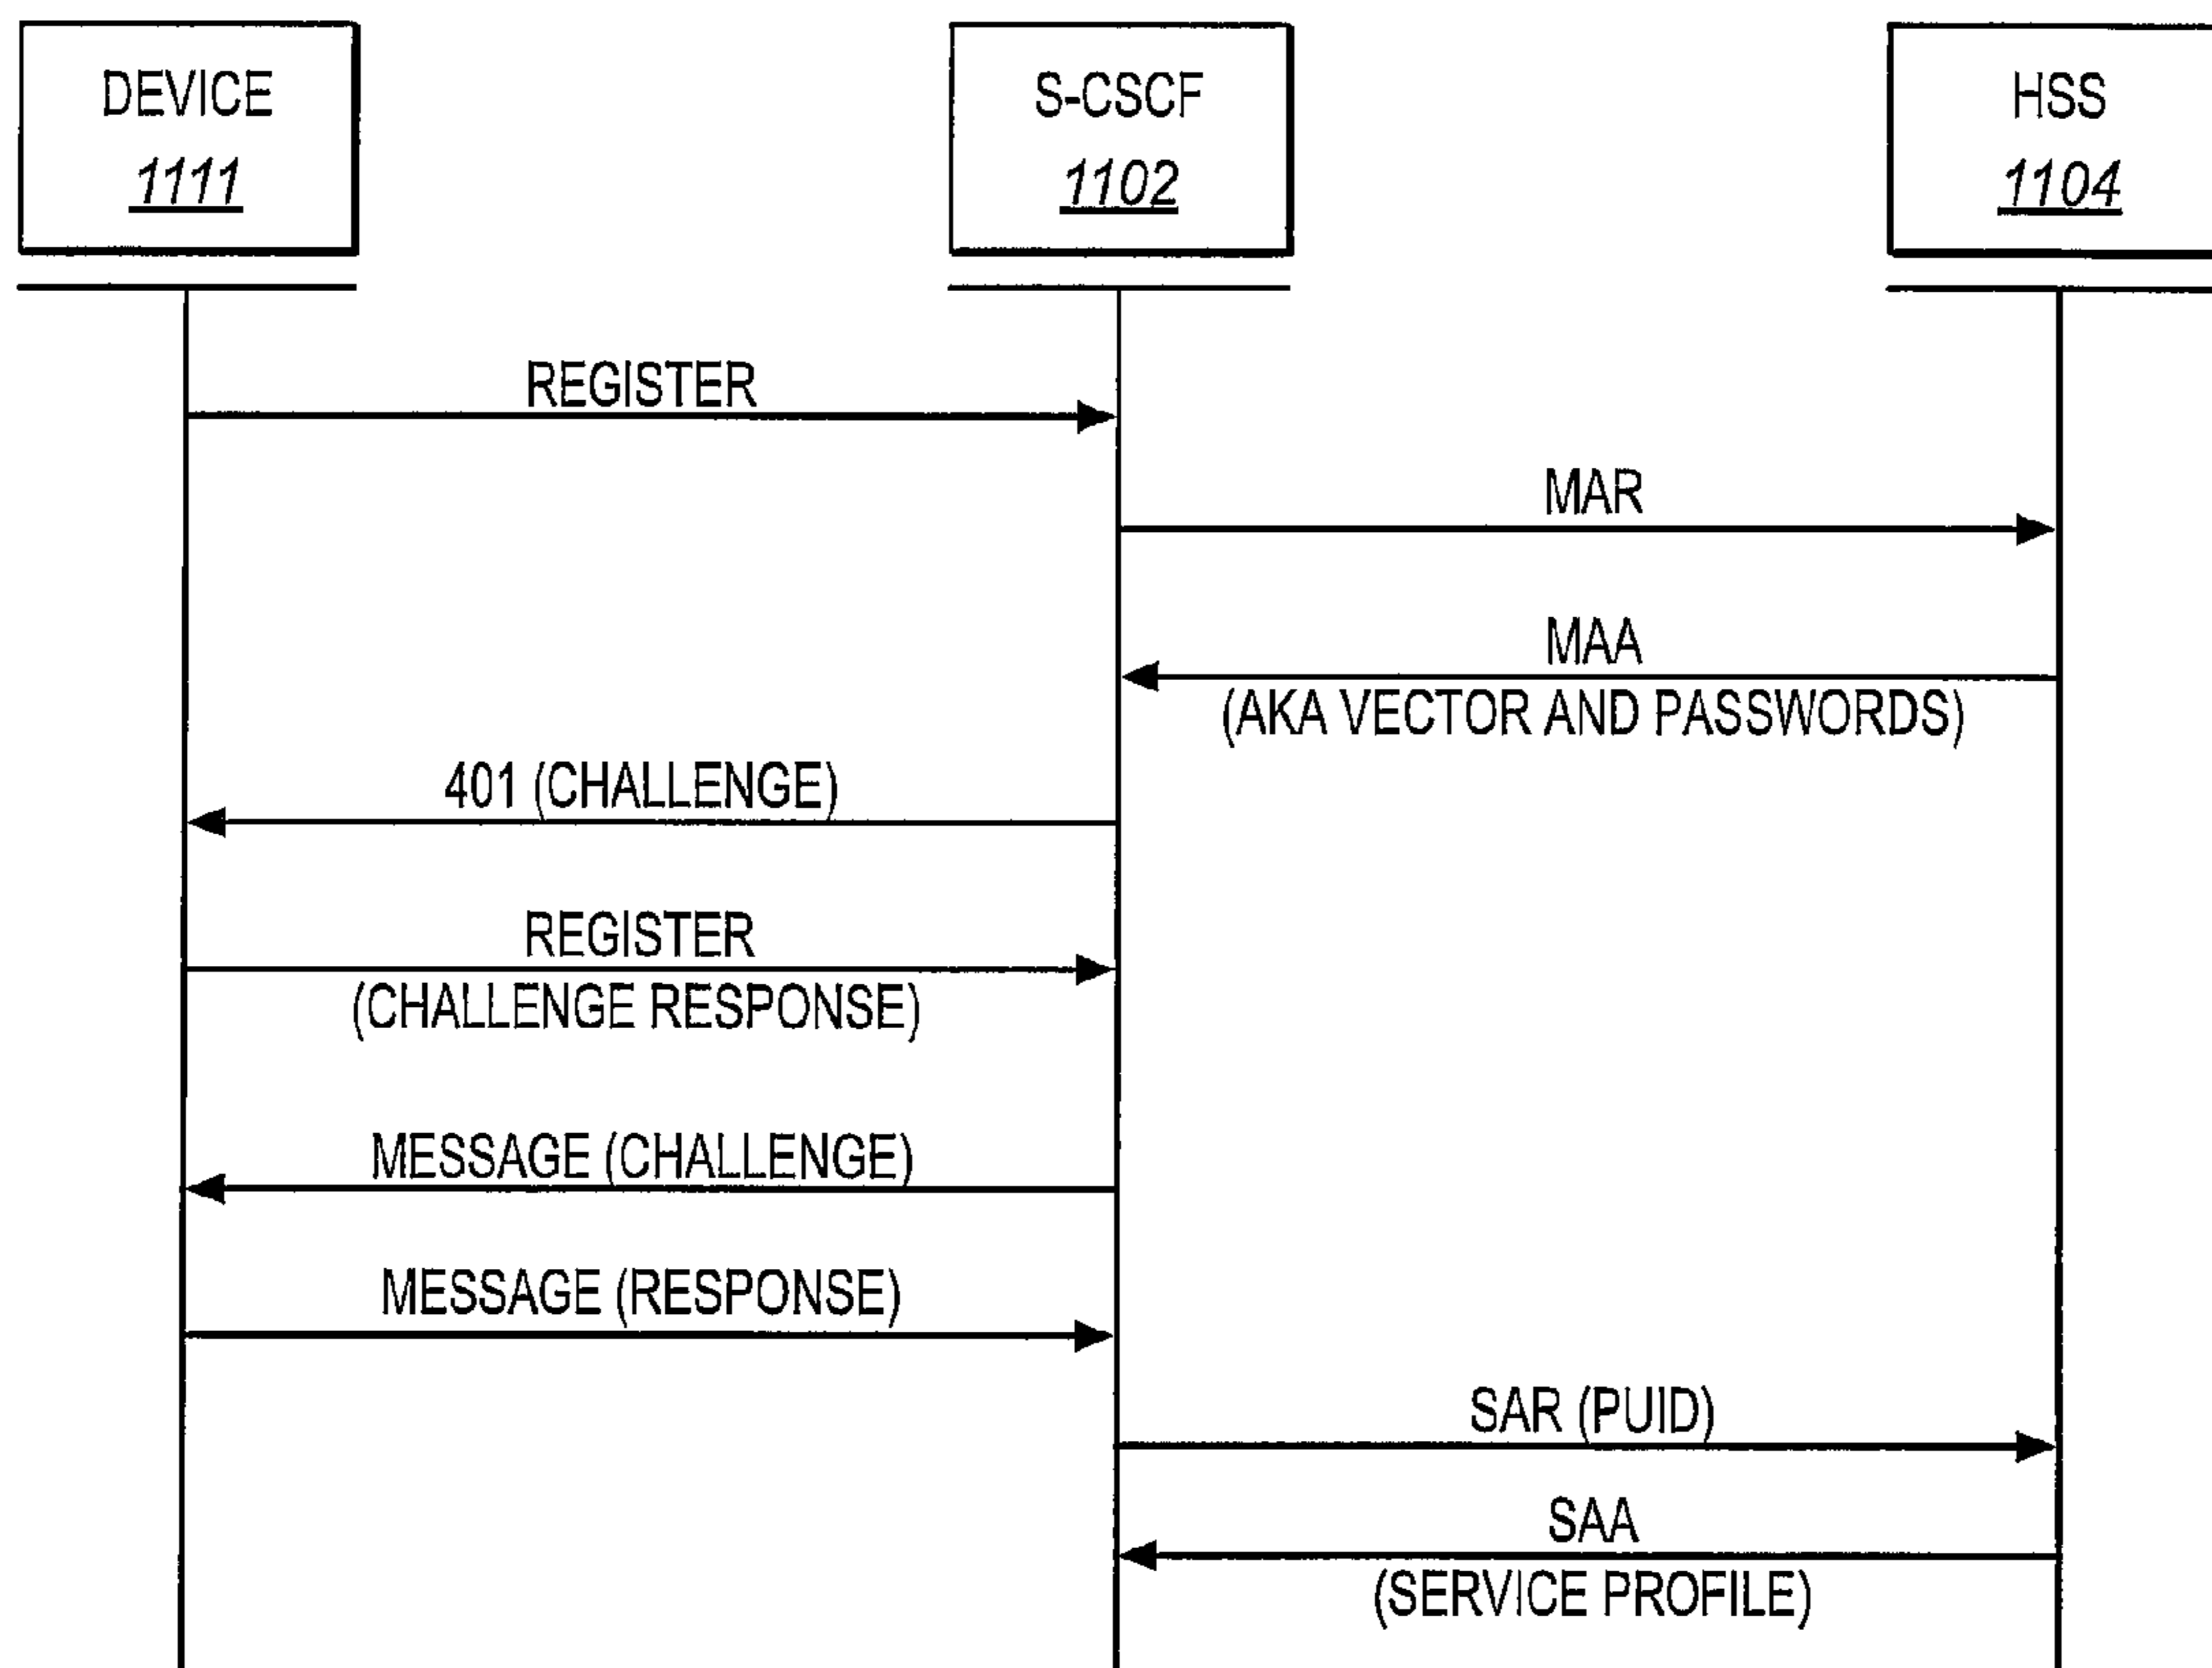 DEVICE
1111
S-CSCF
1102
HSS
1104
REGISTER
MAR
MAA
(AKA VECTOR AND PASSWORDS)
401 (CHALLENGE)
REGISTER
(CHALLENGE RESPONSE)
MESSAGE (CHALLENGE)
MESSAGE (RESPONSE)
SAR (PUID)
SAA
(SERVICE PROFILE)